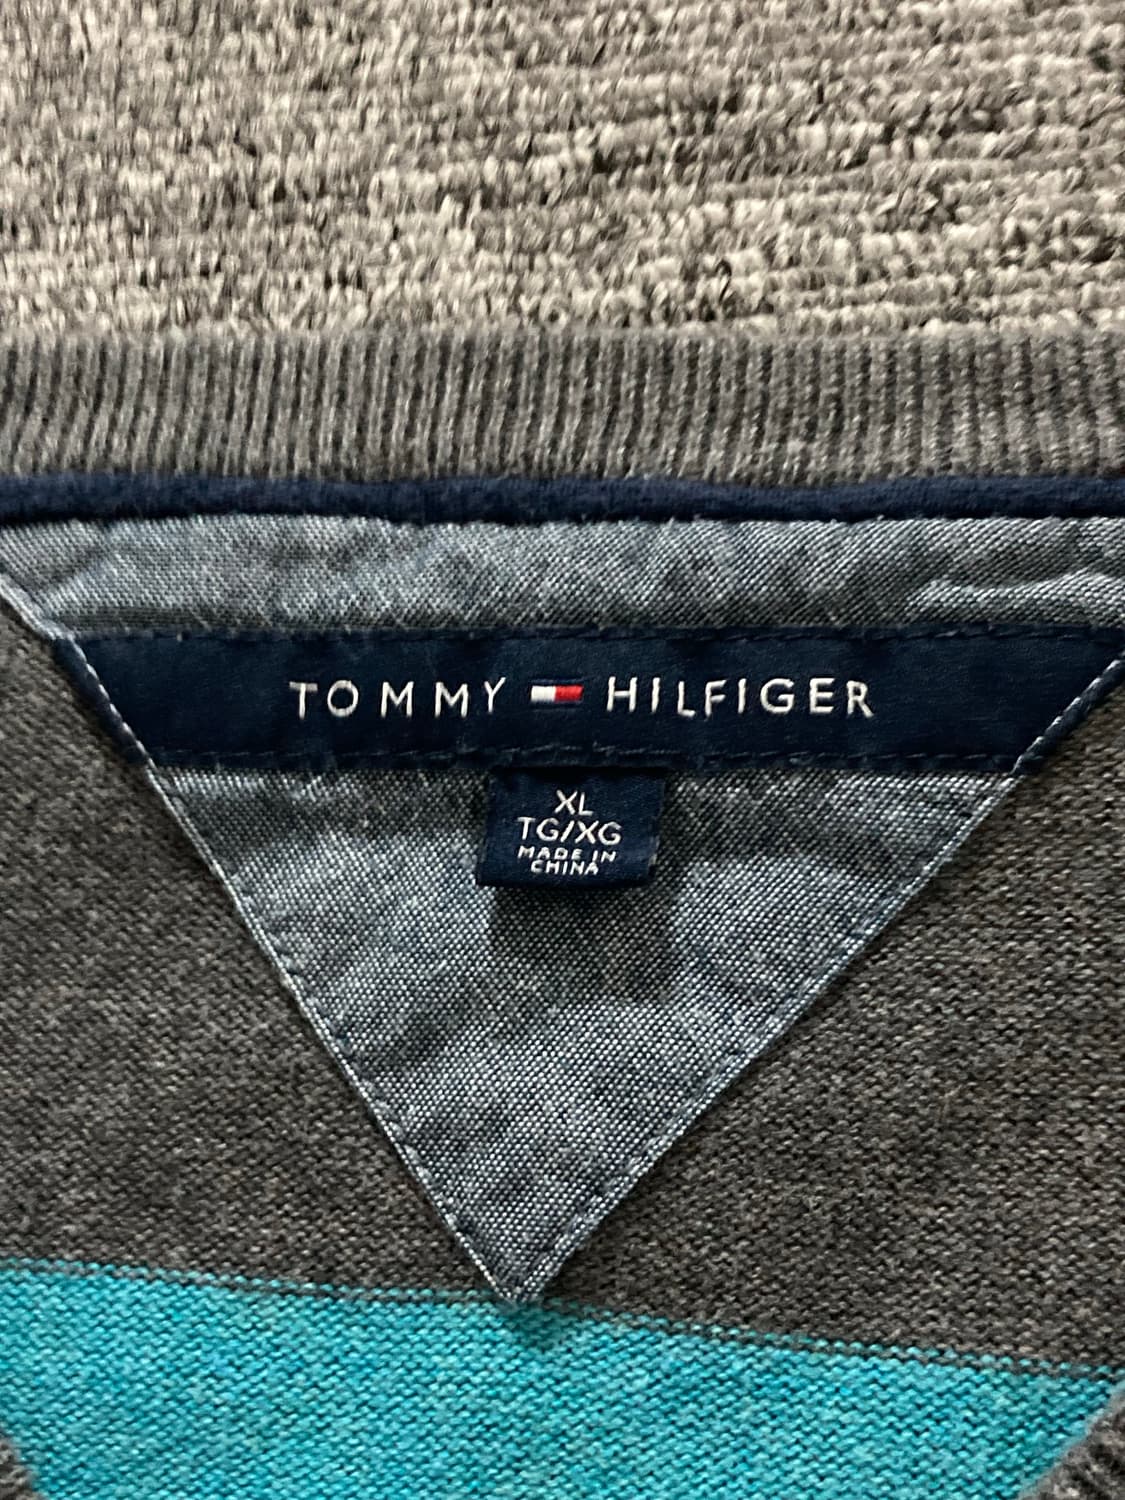 TOMMY HILFIGER
XL
TG/XG
MADE IN
CHINA